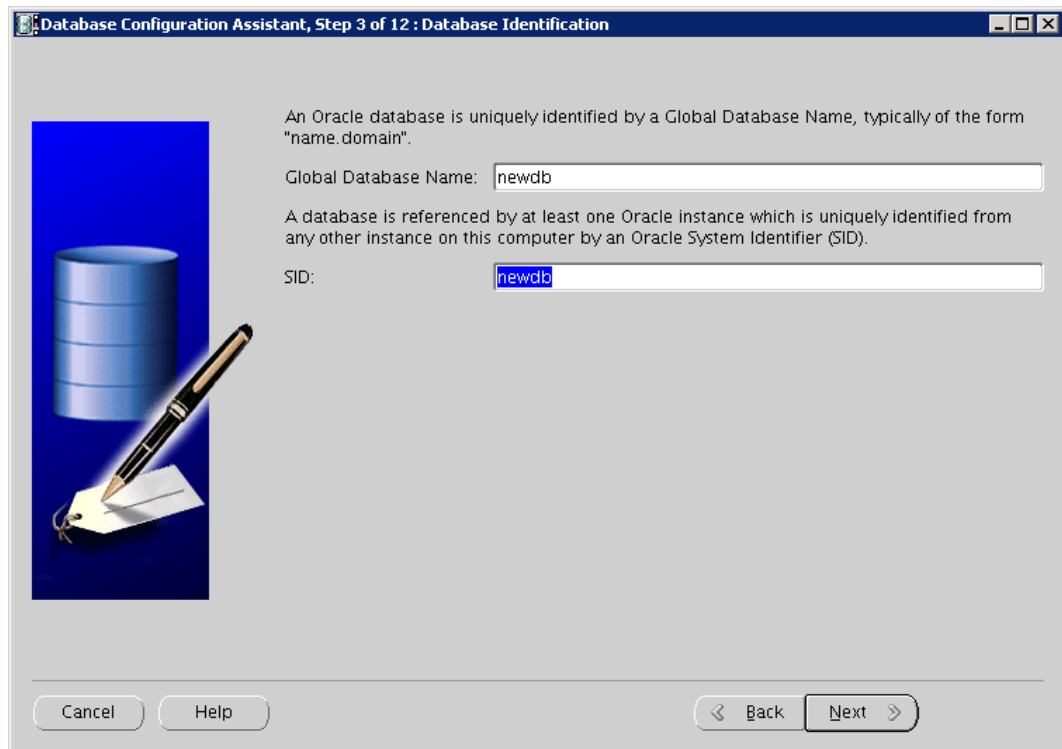 Database Configuration Assistant, Step 3 of 12 : Database Identification
An Oracle database is uniquely identified by a Global Database Name, typically of the form
"name.domain".
Global Database Name: newdb
A database is referenced by at least one Oracle instance which is uniquely identified from
any other instance on this computer by an Oracle System Identifier (SID).
SID: newdb
Cancel Help Back Next